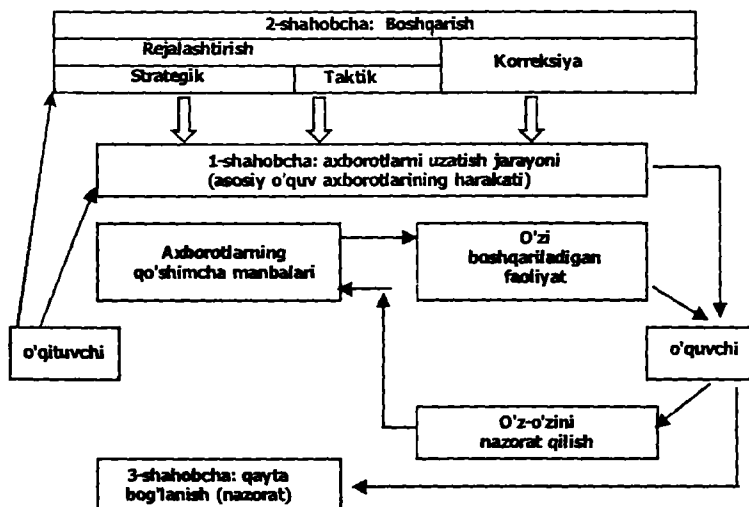 2-shahobcha: Boshqarish
Rejalashtirish
Korreksiya
Strategik
Taktik
1-shahobcha: axborotlarni uzatish jarayoni
(asosiy o'quv axborotlarining harakati)
Axborotlarning
qo'shimcha manbalari
O'zi
boshqariladigan
faoliyat
o'qituvchi
o'quvchi
O'z-o'zini
nazorat qilish
3-shahobcha: qayta
bog'lanish (nazorat)